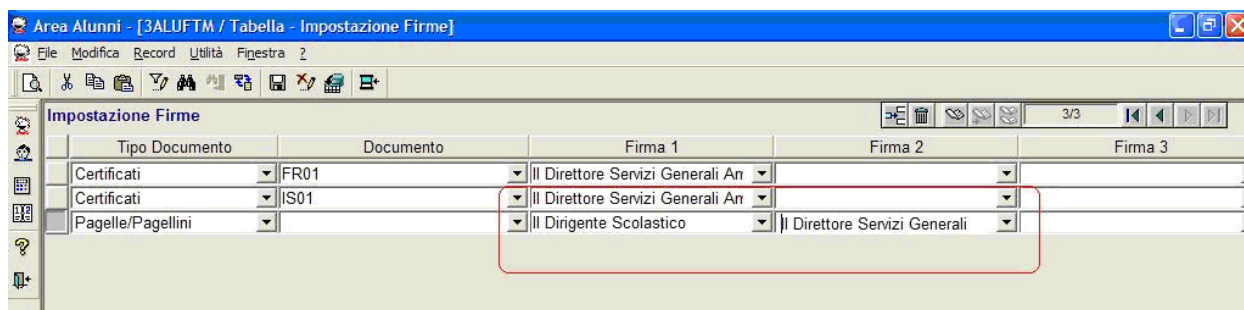 Area Alunni - [3ALUFTM / Tabella - Impostazione Firme]
File Modifica Record Utilità Finestra ?
Impostazione Firme 3/3
Tipo Documento Documento Firma 1 Firma 2 Firma 3
Certificati FR01 Il Direttore Servizi Generali Am
Certificati IS01 Il Direttore Servizi Generali Am
Pagelle/Pagellini Il Dirigente Scolastico Il Direttore Servizi Generali